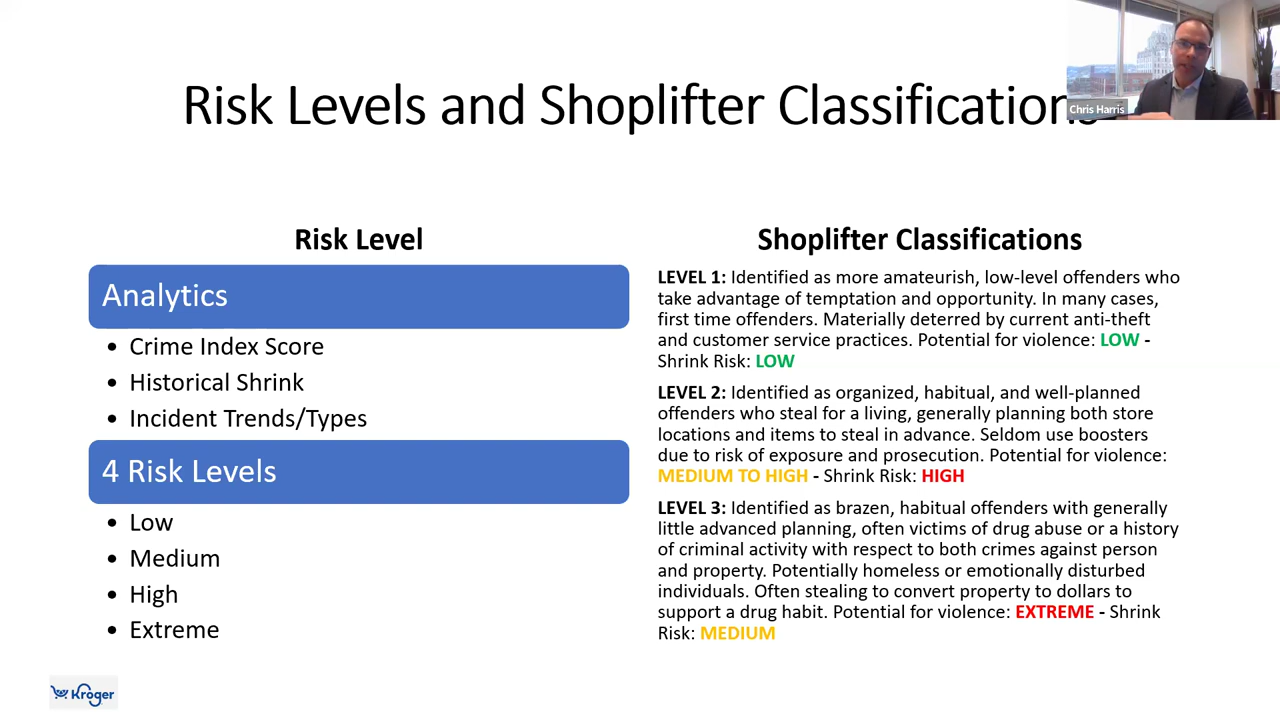 Risk Levels and Shoplifter Classifications
Chris Harris
Risk Level
Analytics
• Crime Index Score
• Historical Shrink
• Incident Trends/Types
4 Risk Levels
• Low
• Medium
• High
• Extreme
Shoplifter Classifications
LEVEL 1: Identified as more amateurish, low-level offenders who
take advantage of temptation and opportunity. In many cases,
first time offenders. Materially deterred by current anti-theft
and customer service practices. Potential for violence: LOW -
Shrink Risk: LOW
LEVEL 2: Identified as organized, habitual, and well-planned
offenders who steal for a living, generally planning both store
locations and items to steal in advance. Seldom use boosters
due to risk of exposure and prosecution. Potential for violence:
MEDIUM TO HIGH - Shrink Risk: HIGH
LEVEL 3: Identified as brazen, habitual offenders with generally
little advanced planning, often victims of drug abuse or a history
of criminal activity with respect to both crimes against person
and property. Potentially homeless or emotionally disturbed
individuals. Often stealing to convert property to dollars to
support a drug habit. Potential for violence: EXTREME - Shrink
Risk: MEDIUM
Kroger